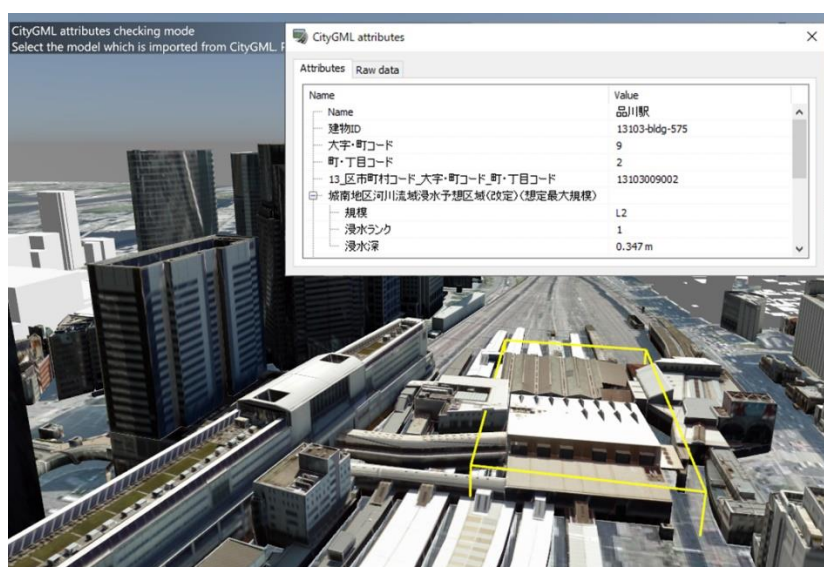 CityGML attributes checking mode
Select the model which is imported from CityGML.
CityGML attributes
Attributes Raw data
Name Value
Name 品川駅
建物ID 13103-bldg-575
大字・町コード 9
町・丁目コード 2
13_区市町村コード_大字・町コード_町・丁目コード 13103009002
城南地区河川流域浸水予想区域(改定)(想定最大規模)
規模 L2
浸水ランク 1
浸水深 0.347 m